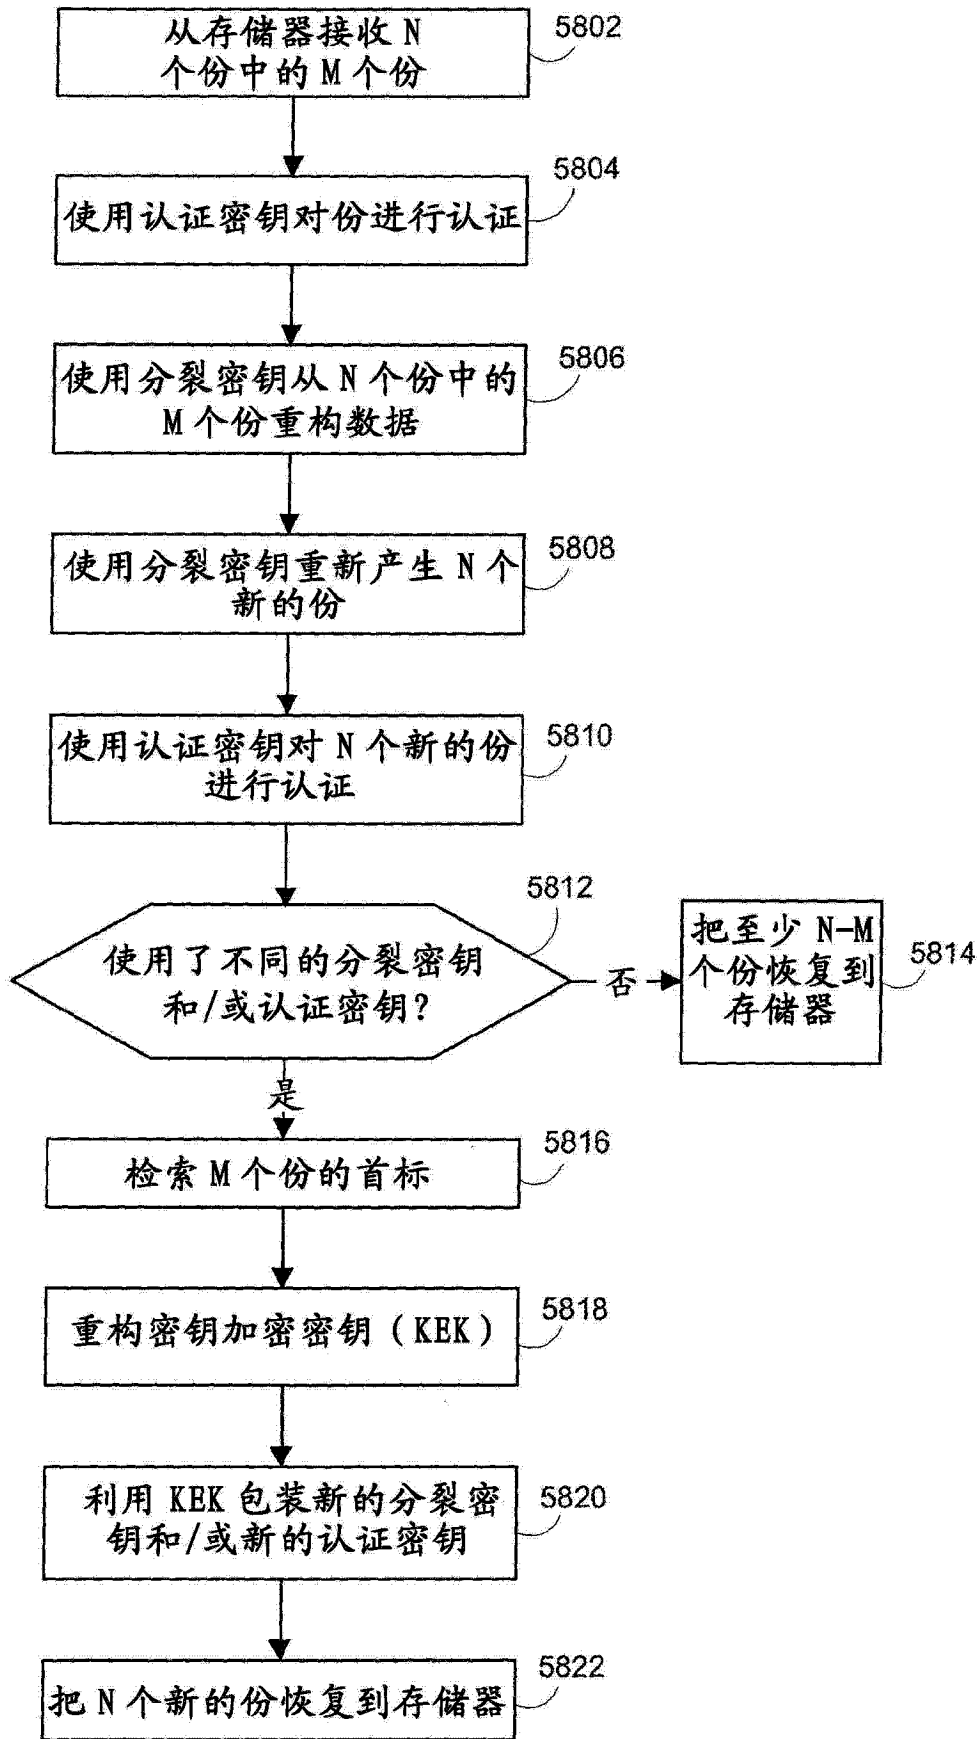 从存储器接收 N
个份中的 M 个份
5802
使用认证密钥对份进行认证
5804
使用分裂密钥从 N 个份中的
M 个份重构数据
5806
使用分裂密钥重新产生 N 个
新的份
5808
使用认证密钥对 N 个新的份
进行认证
5810
使用了不同的分裂密钥
和/或认证密钥?
5812
否
把至少 N-M
个份恢复到
存储器
5814
是
检索 M 个份的首标
5816
重构密钥加密密钥（KEK）
5818
利用 KEK 包装新的分裂密
钥和/或新的认证密钥
5820
把 N 个新的份恢复到存储器
5822